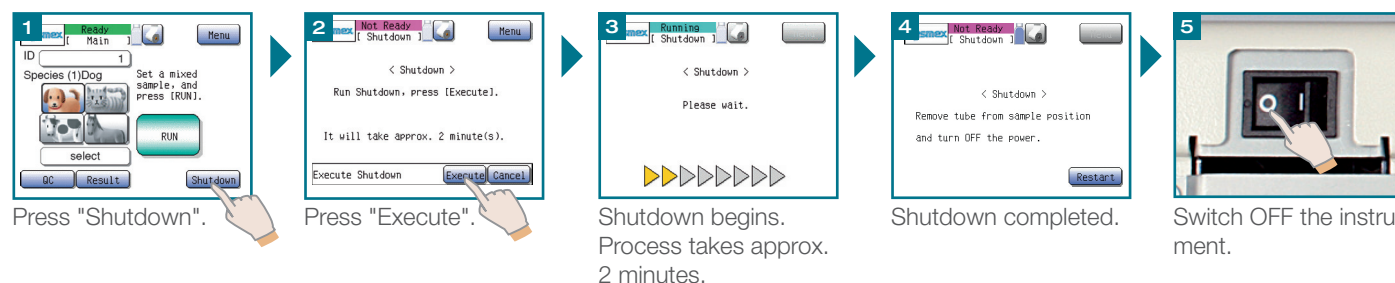 1
mex
Ready
[ Main ]
Menu
ID
1
Species (1)Dog
Set a mixed
sample, and
press [RUN].
RUN
select
QC
Result
Shutdown
Press "Shutdown".
2
mex
Not Ready
[ Shutdown ]
Menu
< Shutdown >
Run Shutdown, press [Execute].
It will take approx. 2 minute(s).
Execute Shutdown
Execute
Cancel
Press "Execute".
3
smex
Running
[ Shutdown ]
< Shutdown >
Please wait.
Shutdown begins.
Process takes approx.
2 minutes.
4
smex
Not Ready
[ Shutdown ]
< Shutdown >
Remove tube from sample position
and turn OFF the power.
Restart
Shutdown completed.
5
O I
Switch OFF the instru
ment.